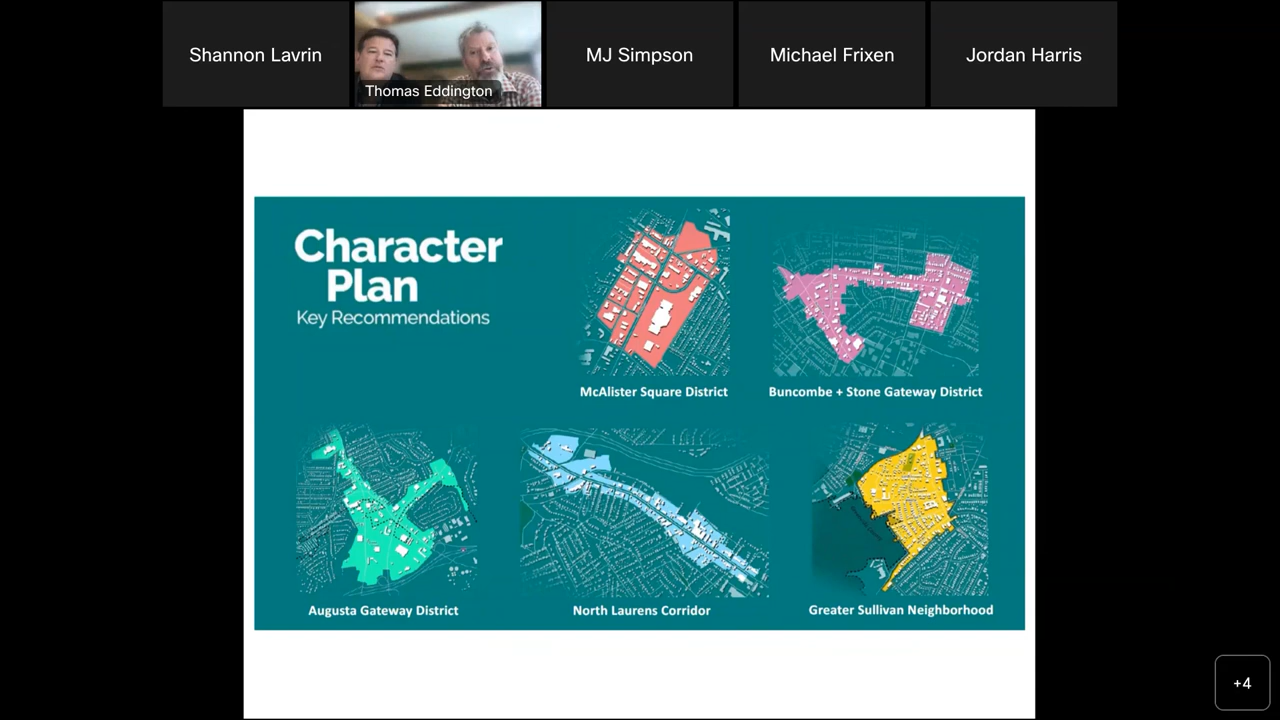 Shannon Lavrin
Thomas Eddington
MJ Simpson
Michael Frixen
Jordan Harris
Character
Plan
Key Recommendations
McAlister Square District
Buncombe + Stone Gateway District
Augusta Gateway District
North Laurens Corridor
Greater Sullivan Neighborhood
+4